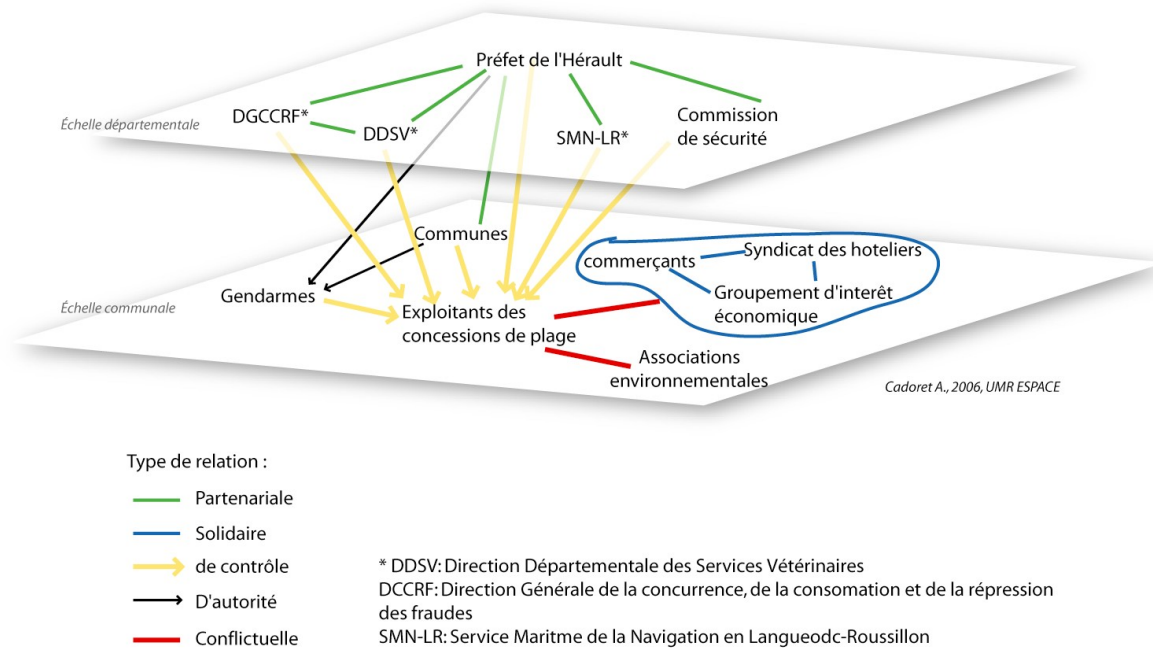 Préfet de l'Hérault
DGCCRF*
Échelle départementale
DDSV*
SMN-LR*
Commission
de sécurité
Communes
commerçants
Syndicat des hoteliers
Gendarmes
Groupement d'interêt
économique
Échelle communale
Exploitants des
concessions de plage
Associations
environnementales
Cadoret A., 2006, UMR ESPACE
Type de relation :
Partenariale
Solidaire
de contrôle
D'autorité
Conflictuelle
* DDSV: Direction Départementale des Services Vétérinaires
DCCRF: Direction Générale de la concurrence, de la consomation et de la répression
des fraudes
SMN-LR: Service Maritme de la Navigation en Langueodc-Roussillon